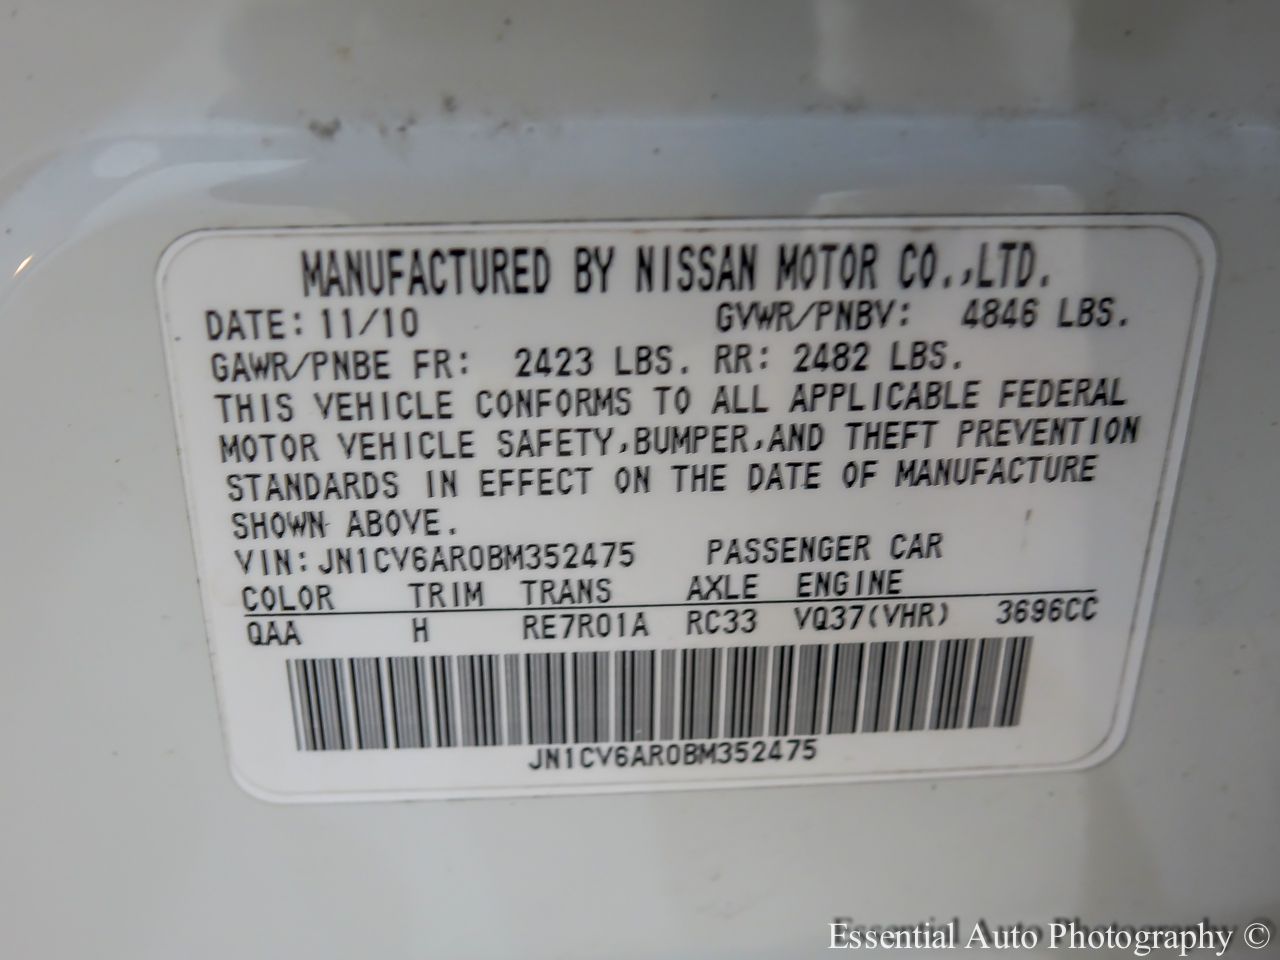 MANUFACTURED BY NISSAN MOTOR CO.,LTD.
DATE: 11/10 GVWR/PNBV: 4846 LBS.
GAWR/PNBE FR: 2423 LBS. RR: 2482 LBS.
THIS VEHICLE CONFORMS TO ALL APPLICABLE FEDERAL
MOTOR VEHICLE SAFETY,BUMPER,AND THEFT PREVENTION
STANDARDS IN EFFECT ON THE DATE OF MANUFACTURE
SHOWN ABOVE.
VIN:JN1CV6AR0BM352475 PASSENGER CAR
COLOR TRIM TRANS AXLE ENGINE
QAA H RE7R01A RC33 VQ37(VHR) 3696CC
JN1CV6AR0BM352475
Essential Auto Photography ©